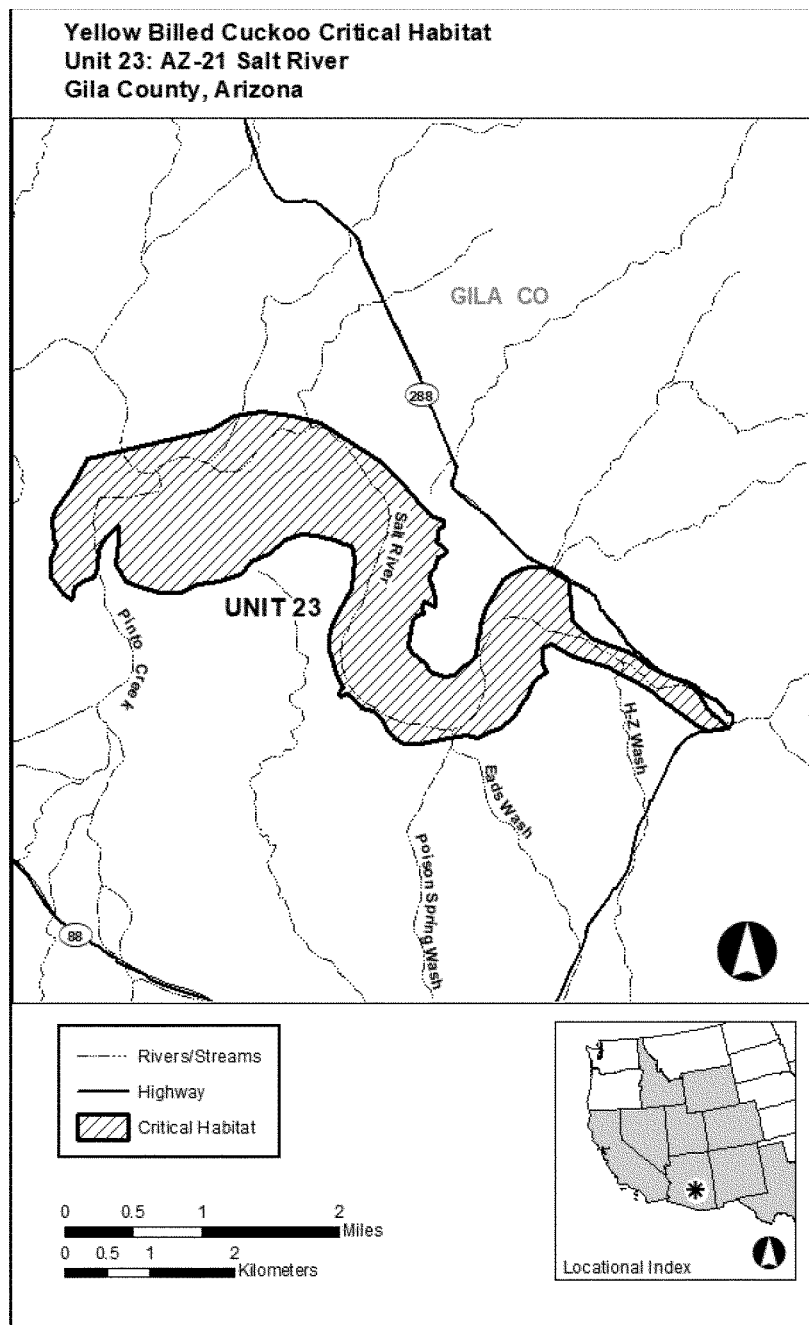 Yellow Billed Cuckoo Critical Habitat
Unit 23: AZ-21 Salt River
Gila County, Arizona
GILA CO
288
Salt River
UNIT 23
Pinto Creek
H-Z Wash
Eads Wash
poison Spring Wash
88
Rivers/Streams
Highway
Critical Habitat
0 0.5 1 2
Miles
0 0.5 1 2
Kilometers
Locational Index